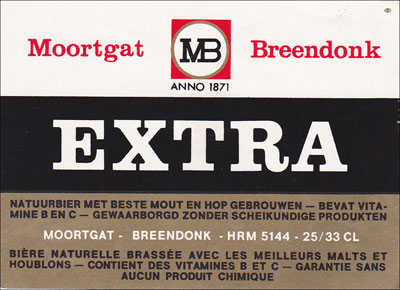 Moortgat MB Breendonk
ANNO 1871
EXTRA
NATUURBIER MET BESTE MOUT EN HOP GEBROUWEN — BEVAT VITA-
MINE B EN C — GEWAARBORGD ZONDER SCHEIKUNDIGE PRODUKTEN
MOORTGAT - BREENDONK - HRM 5144 - 25/33 CL
BIÈRE NATURELLE BRASSÉE AVEC LES MEILLEURS MALTS ET
HOUBLONS — CONTIENT DES VITAMINES B ET C — GARANTIE SANS
AUCUN PRODUIT CHIMIQUE